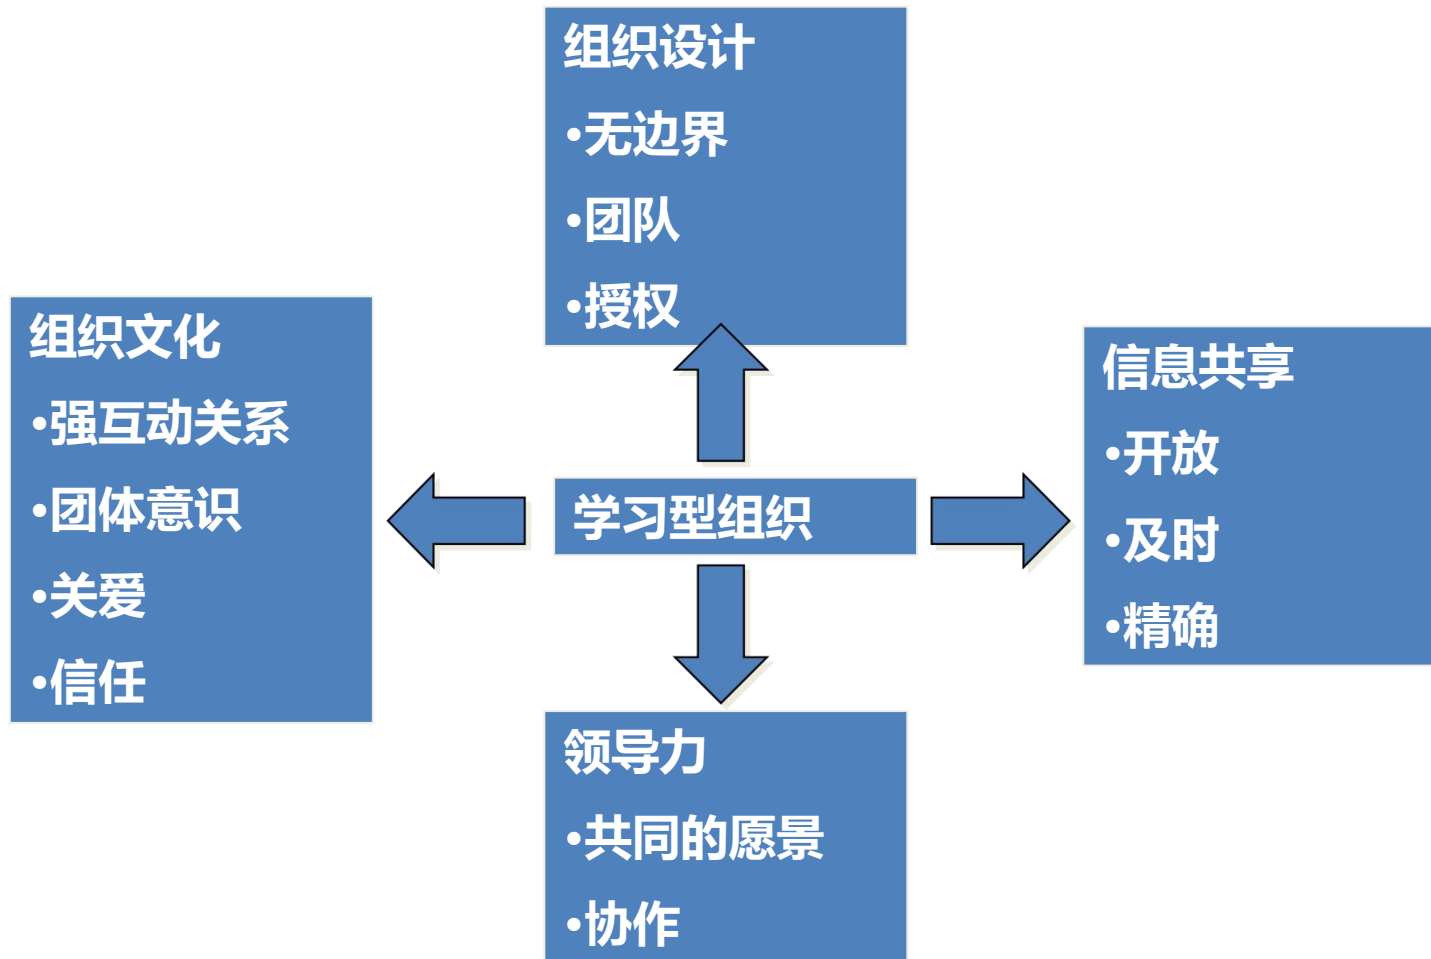 组织设计
•无边界
•团队
•授权
组织文化
•强互动关系
•团体意识
•关爱
•信任
学习型组织
信息共享
•开放
•及时
•精确
领导力
•共同的愿景
•协作